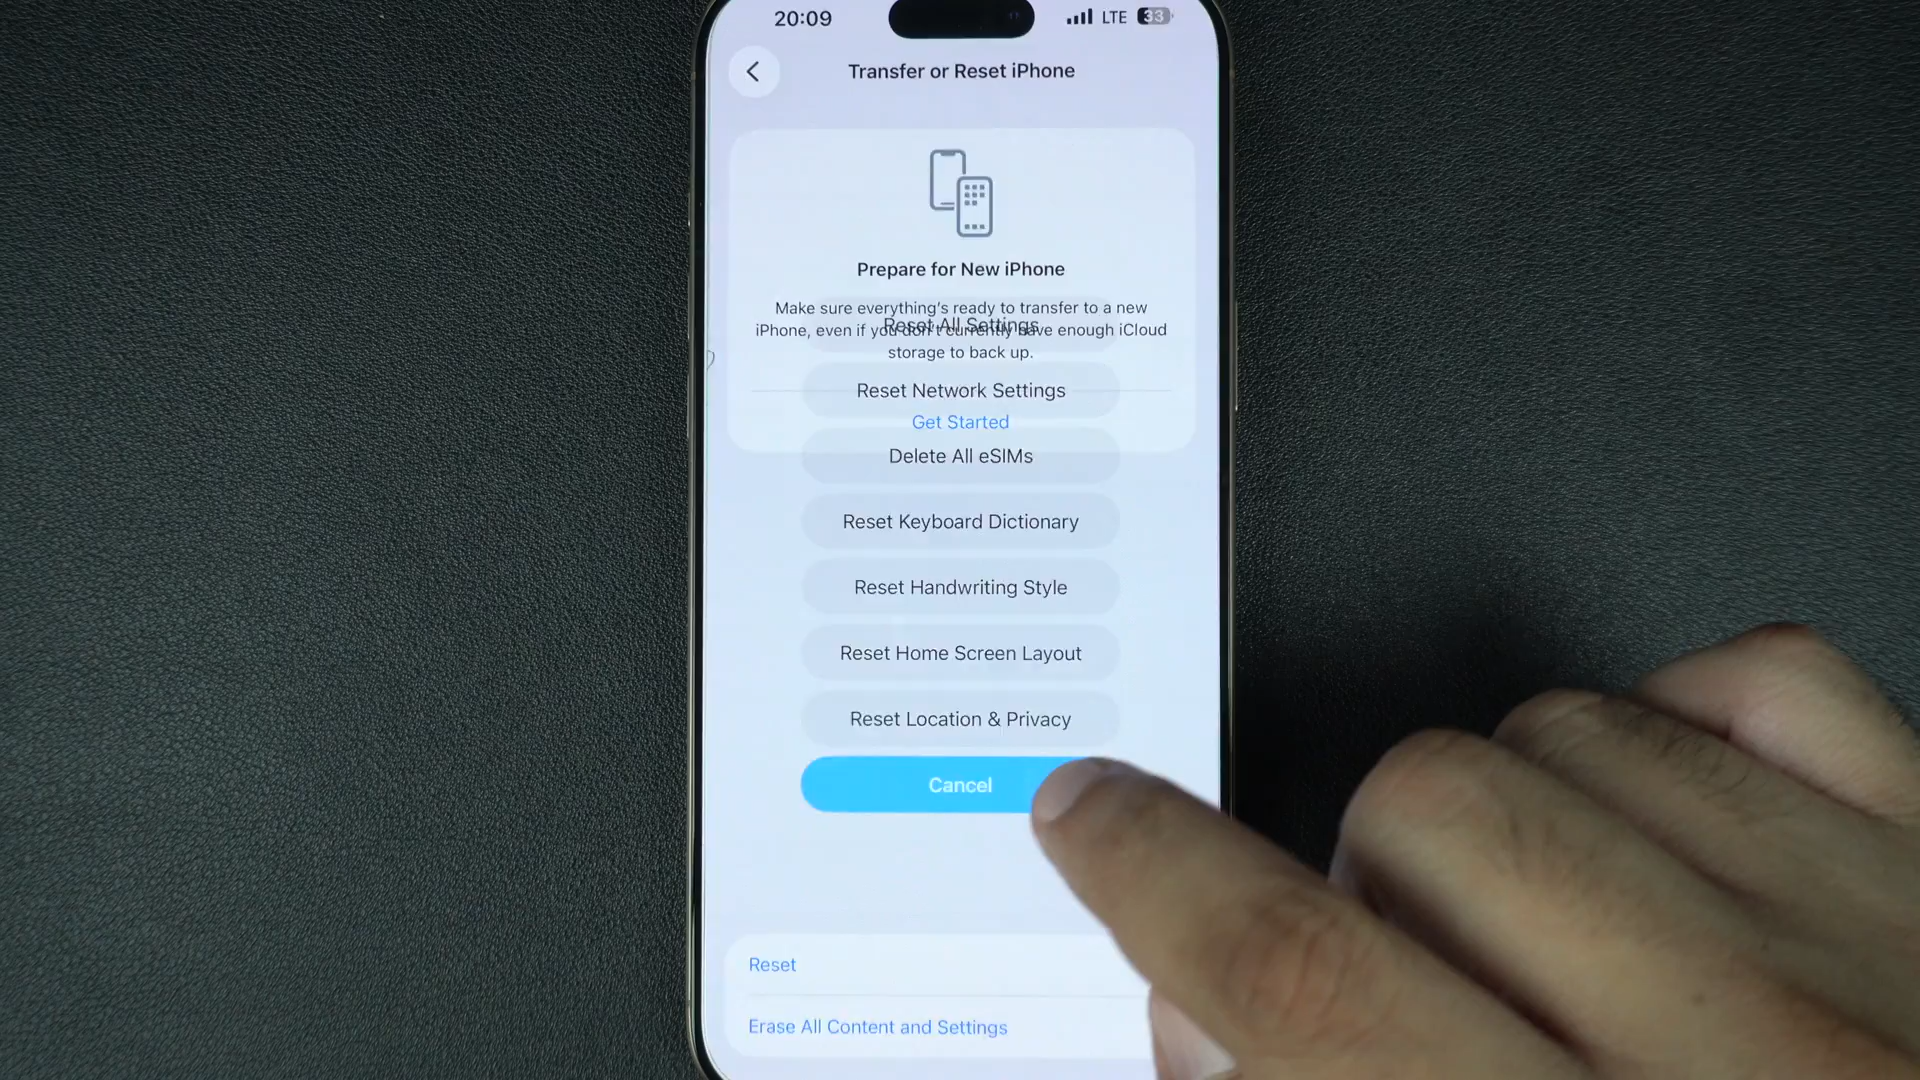 20:09
LTE 33
Transfer or Reset iPhone
Prepare for New iPhone
Make sure everything's ready to transfer to a new
iPhone, even if you don't currently have enough iCloud
storage to back up.
Reset All Settings
Reset Network Settings
Get Started
Delete All eSIMs
Reset Keyboard Dictionary
Reset Handwriting Style
Reset Home Screen Layout
Reset Location & Privacy
Cancel
Reset
Erase All Content and Settings